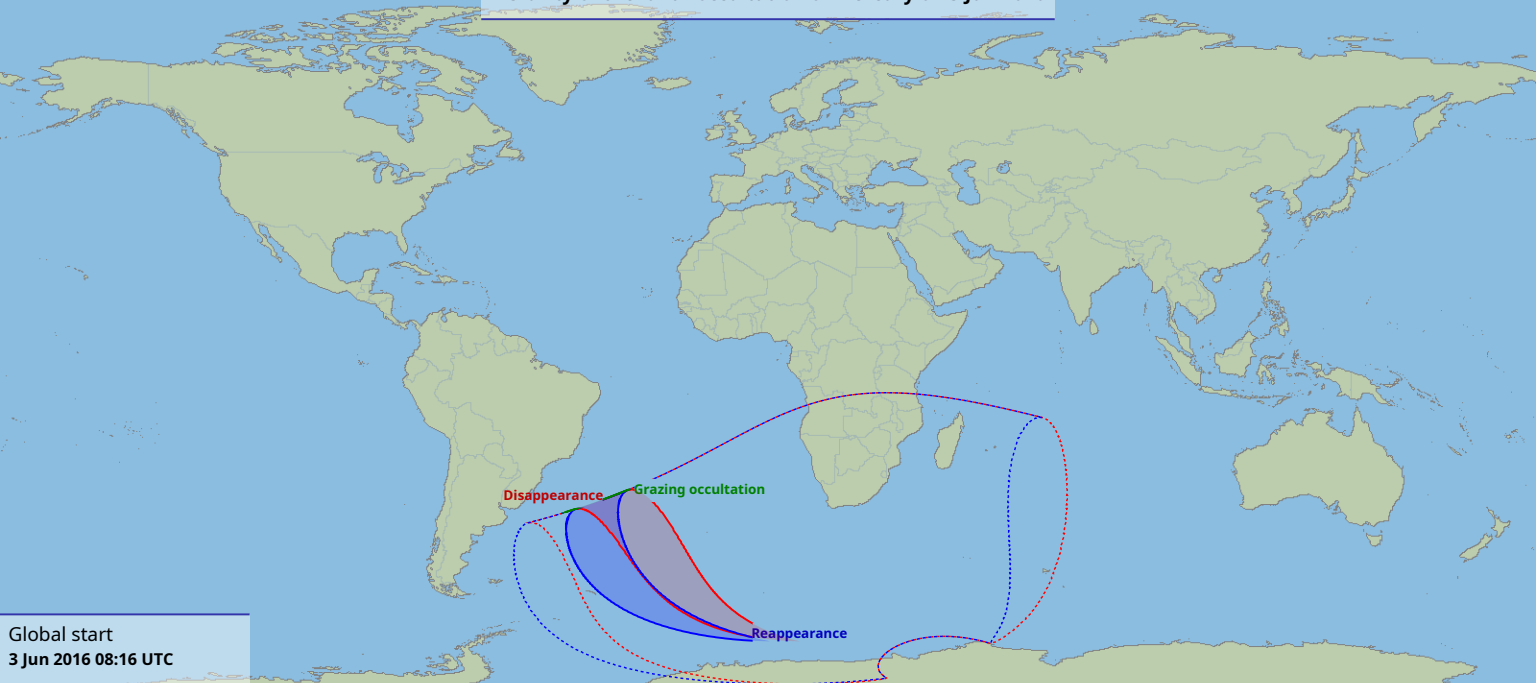 Disappearance
Grazing occultation
Reappearance
Global start
3 Jun 2016 08:16 UTC